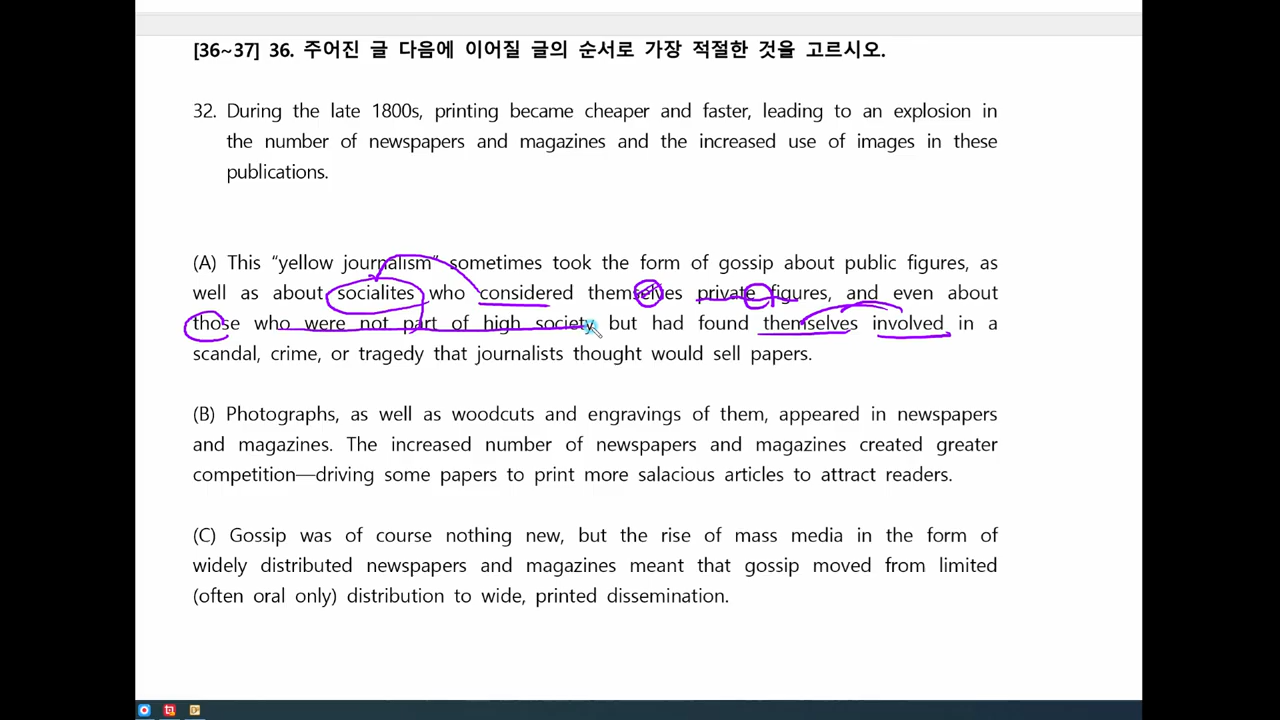 [36~37] 36. 주어진 글 다음에 이어질 글의 순서로 가장 적절한 것을 고르시오.
32. During the late 1800s, printing became cheaper and faster, leading to an explosion in
the number of newspapers and magazines and the increased use of images in these
publications.
(A) This “yellow journalism“ sometimes took the form of gossip about public figures, as
well as about socialites who considered themselves private figures, and even about
those who were not part of high society but had found themselves involved in a
scandal, crime, or tragedy that journalists thought would sell papers.
(B) Photographs, as well as woodcuts and engravings of them, appeared in newspapers
and magazines. The increased number of newspapers and magazines created greater
competition—driving some papers to print more salacious articles to attract readers.
(C) Gossip was of course nothing new, but the rise of mass media in the form of
widely distributed newspapers and magazines meant that gossip moved from limited
(often oral only) distribution to wide, printed dissemination.